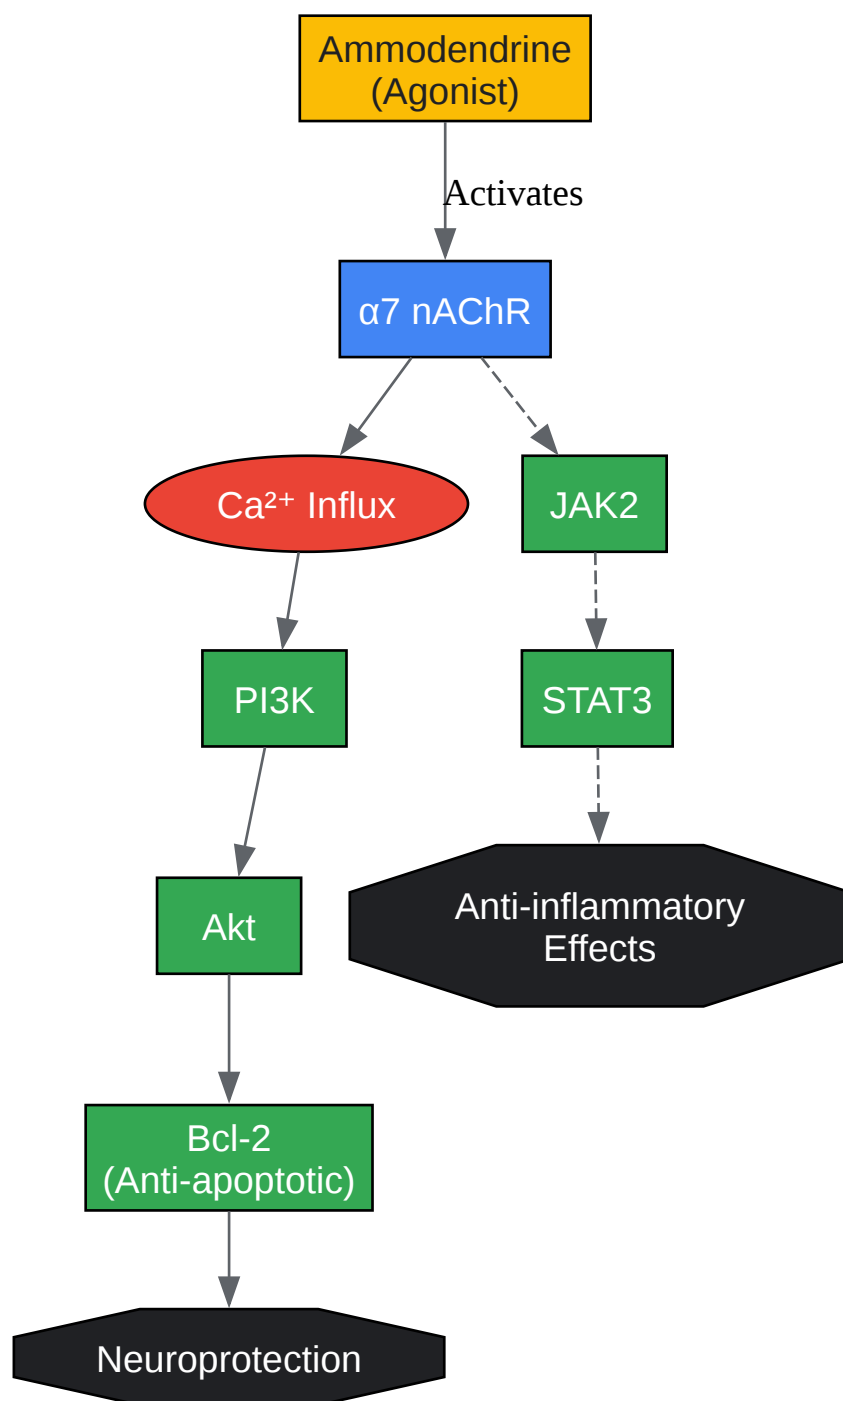 Ammodendrine
(Agonist)
Activates
α7 nAChR
Ca²⁺ Influx
JAK2
PI3K
STAT3
Akt
Anti-inflammatory
Effects
Bcl-2
(Anti-apoptotic)
Neuroprotection